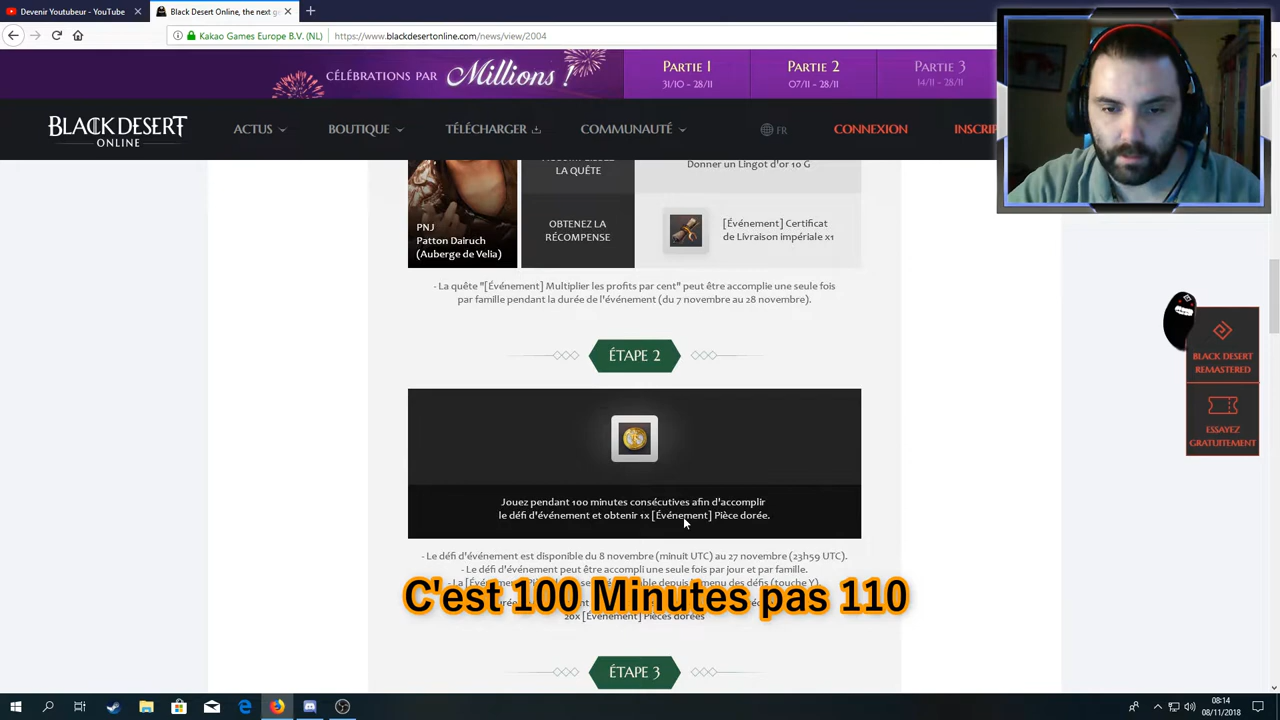 Devenir Youtubeur - YouTube
Black Desert Online, the next g
Kakao Games Europe B.V. (NL)
https://www.blackdesertonline.com/news/view/2004
CÉLÉBRATIONS PAR Millions !
PARTIE 1
31/10 - 28/11
PARTIE 2
07/11 - 28/11
PARTIE 3
14/11 - 28/11
BLACK DESERT
ONLINE
ACTUS
BOUTIQUE
TÉLÉCHARGER
COMMUNAUTÉ
FR
CONNEXION
LA QUÊTE
Donner un Lingot d'or 10 G
PNJ
Patton Dairuch
(Auberge de Velia)
OBTENEZ LA
RÉCOMPENSE
[Événement] Certificat
de Livraison impériale x1
- La quête "[Événement] Multiplier les profits par cent" peut être accomplie une seule fois
par famille pendant la durée de l'événement (du 7 novembre au 28 novembre).
ÉTAPE 2
Jouez pendant 100 minutes consécutives afin d'accomplir
le défi d'événement et obtenir 1x [Événement] Pièce dorée.
- Le défi d'événement est disponible du 8 novembre (minuit UTC) au 27 novembre (23h59 UTC).
- Le défi d'événement peut être accompli une seule fois par jour et par famille.
- La
menu des défis (touche Y).
C'est 100 Minutes pas 110
20x [Événement] Pièces dorées
ÉTAPE 3
BLACK DESERT
REMASTERED
ESSAYEZ
GRATUITEMENT
08:14
08/11/2018